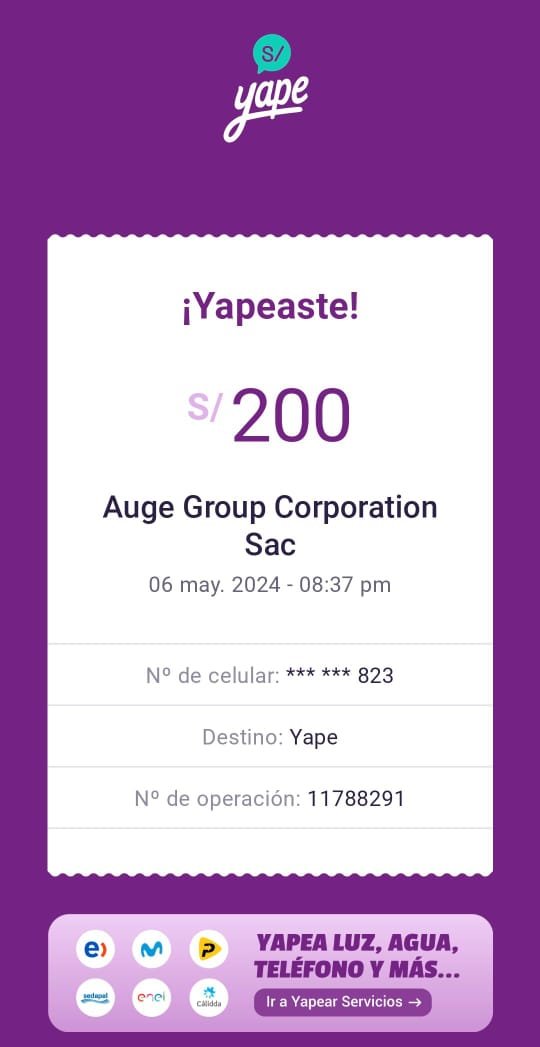 S/
yape
¡Yapeaste!
S/ 200
Auge Group Corporation
Sac
06 may. 2024 - 08:37 pm
Nº de celular: *** *** 823
Destino: Yape
Nº de operación: 11788291
YAPEA LUZ, AGUA,
TELÉFONO Y MÁS...
Ir a Yapear Servicios →
e)
P
sedapal
enel
Cálidda